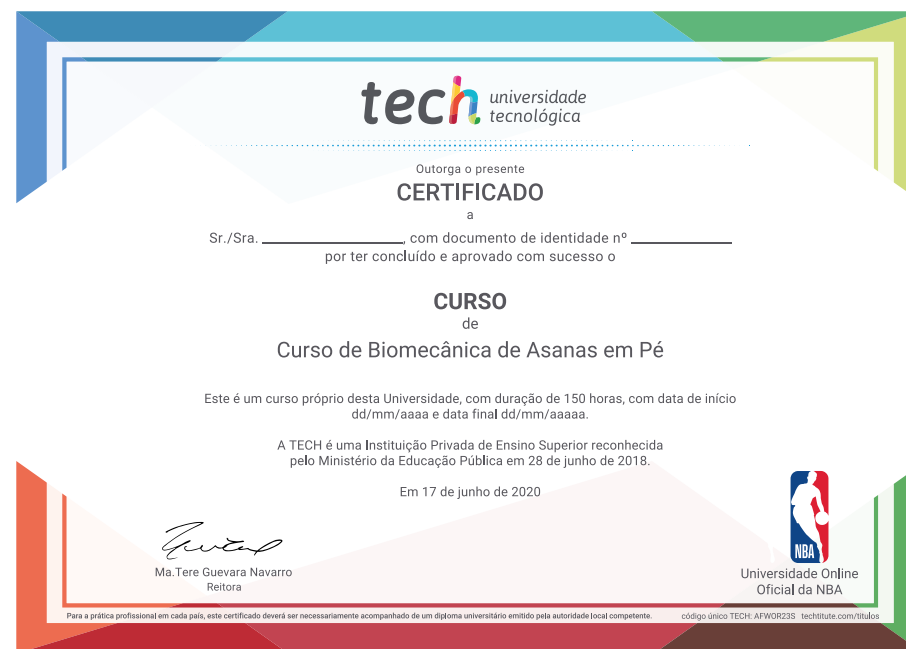 tech universidade
tecnológica
Outorga o presente
CERTIFICADO
a
Sr./Sra. ____________, com documento de identidade nº ____________
por ter concluído e aprovado com sucesso o
CURSO
de
Curso de Biomecânica de Asanas em Pé
Este é um curso próprio desta Universidade, com duração de 150 horas, com data de início
dd/mm/aaaa e data final dd/mm/aaaaa.
A TECH é uma Instituição Privada de Ensino Superior reconhecida
pelo Ministério da Educação Pública em 28 de junho de 2018.
Em 17 de junho de 2020
Ma.Tere Guevara Navarro
Reitora
NBA
Universidade Online
Oficial da NBA
Para a prática profissional em cada país, este certificado deverá ser necessariamente acompanhado de um diploma universitário emitido pela autoridade local competente.
código único TECH: AFWOR23S techtitute.com/titulos